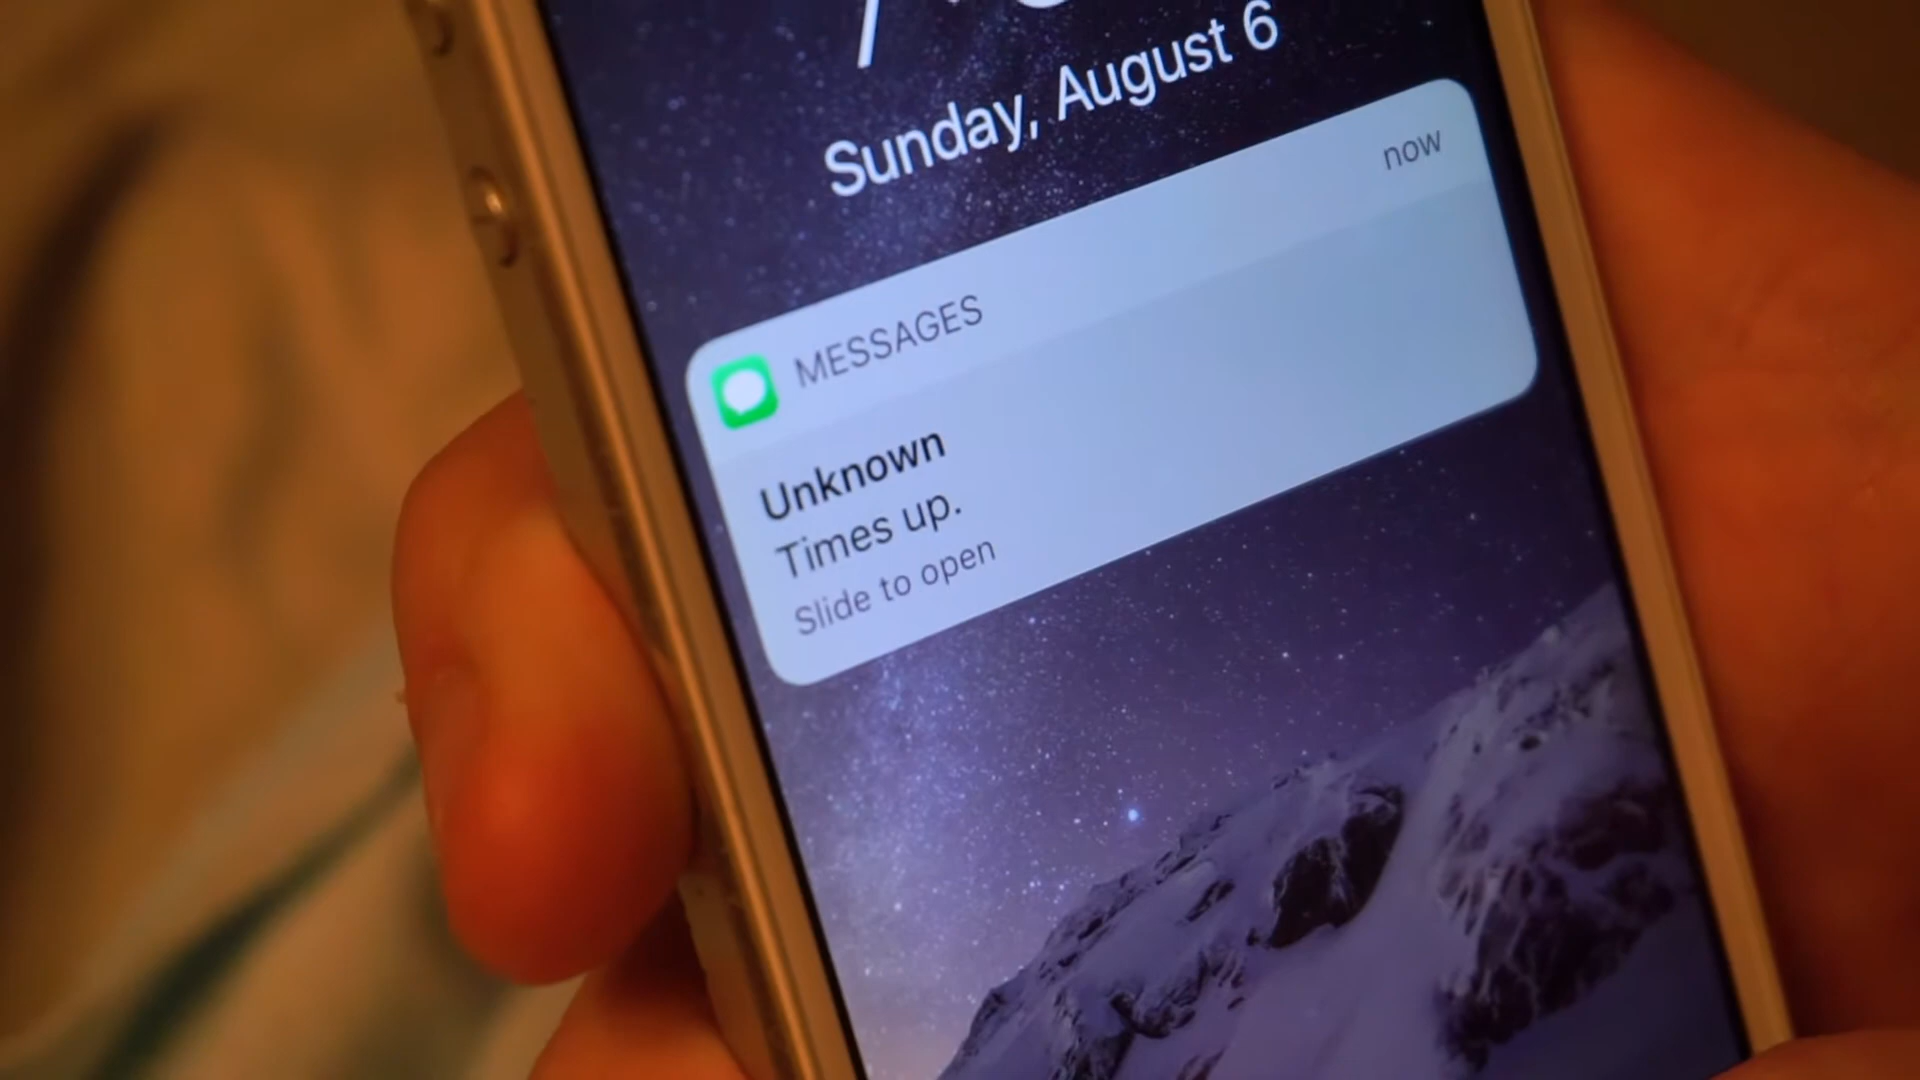 Sunday, August 6
MESSAGES
now
Unknown
Times up.
Slide to open